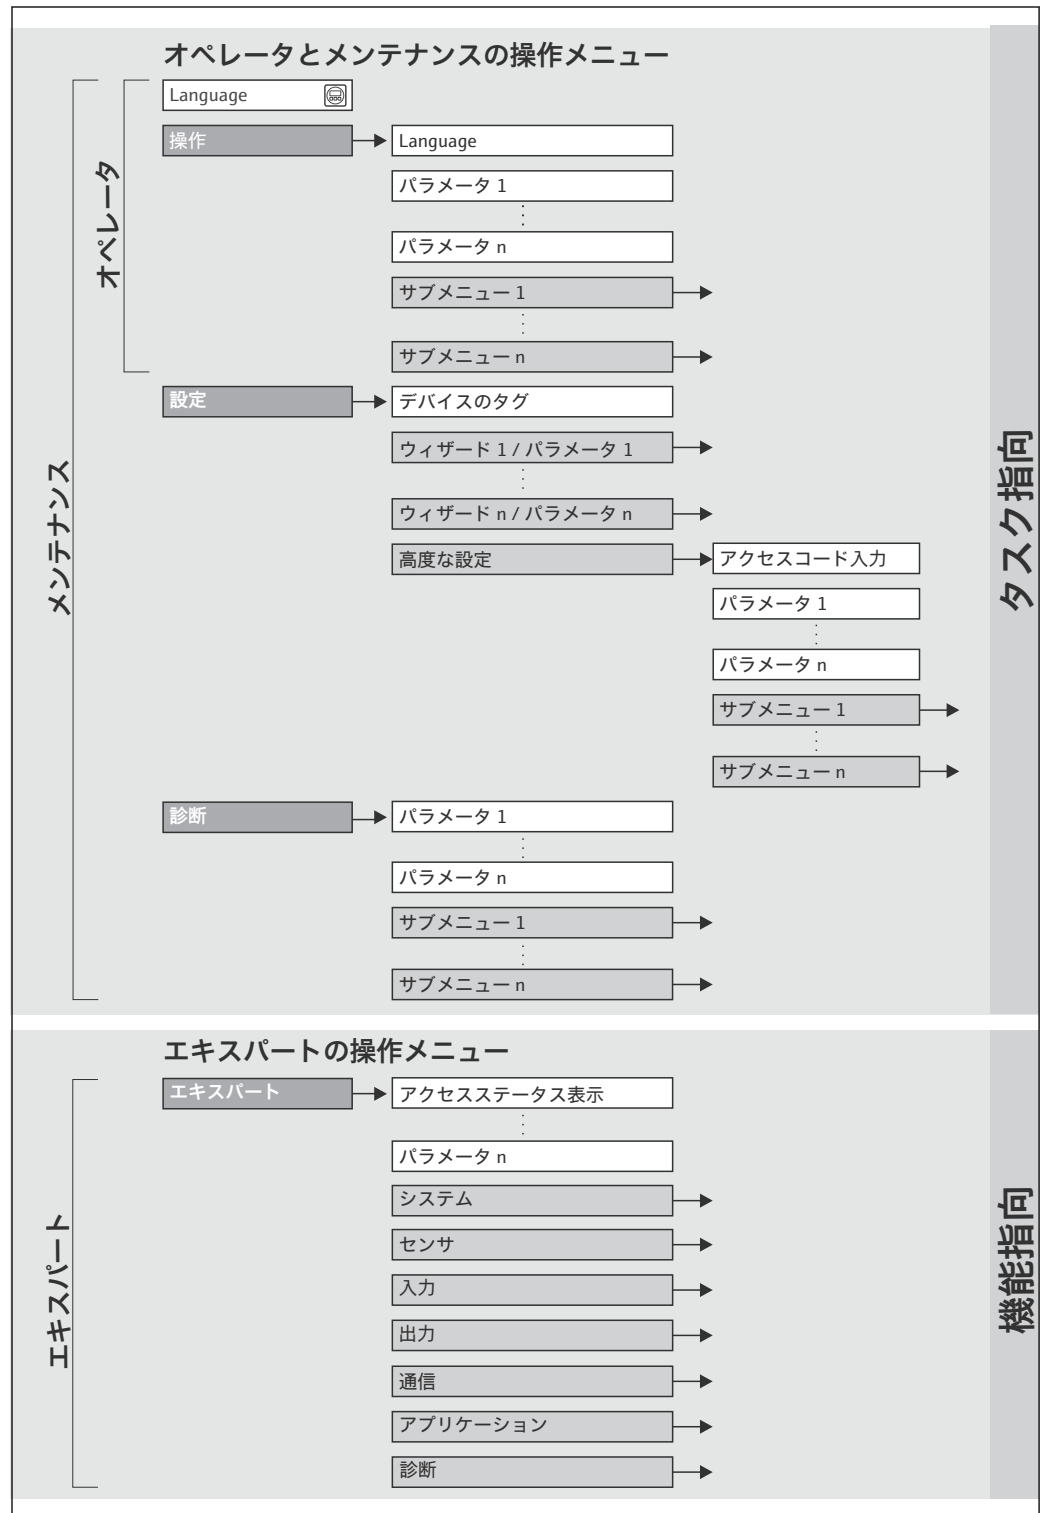 オペレータとメンテナンスの操作メニュー
Language
操作
Language
パラメータ 1
パラメータ n
サブメニュー 1
サブメニュー n
設定
デバイスのタグ
ウィザード 1 / パラメータ 1
ウィザード n / パラメータ n
高度な設定
アクセスコード入力
パラメータ 1
パラメータ n
サブメニュー 1
サブメニュー n
診断
パラメータ 1
パラメータ n
サブメニュー 1
サブメニュー n
オペレータ
メンテナンス
タスク指向
エキスパートの操作メニュー
エキスパート
アクセスステータス表示
パラメータ n
システム
センサ
入力
出力
通信
アプリケーション
診断
エキスパート
機能指向